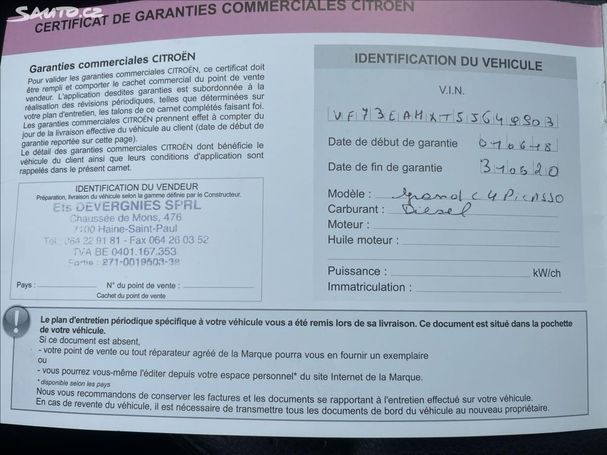 SAUTO.CZ
CERTIFICAT DE GARANTIES COMMERCIALES CITROËN
Garanties commerciales CITROËN
Pour valider les garanties commerciales CITROËN, ce certificat doit
être rempli et comporter le cachet commercial du point de vente
vendeur. L'application desdites garanties est subordonnée à la
réalisation des révisions périodiques, telles que déterminées sur
votre plan d'entretien, les talons de ce carnet complétés faisant foi.
Les garanties commerciales CITROËN prennent effet à compter du
jour de la livraison effective du véhicule au client (date de début de
garantie reportée sur cette page).
Le détail des garanties commerciales CITROËN dont bénéficie le
véhicule du client ainsi que leurs conditions d'application sont
rappelés dans le présent carnet.
IDENTIFICATION DU VENDEUR
Préparation, livraison du véhicule selon la gamme définie par le Constructeur.
Ets DEVERGNIES SPRL
Chaussée de Mons, 476
7100 Haine-Saint-Paul
Tél. 064 22 91 81 - Fax 064 26 03 52
TVA BE 0401.167.353
271-0019503-38
Pays : N° du point de vente :
Cachet du point de vente
IDENTIFICATION DU VEHICULE
V.I.N.
VF73EAHXTSS648903
Date de début de garantie 010618
Date de fin de garantie 310520
Modèle : Grand C4 PICASSO
Carburant : Diesel
Moteur :
Huile moteur :
Puissance : kW/ch
Immatriculation :
Le plan d'entretien périodique spécifique à votre véhicule vous a été remis lors de sa livraison. Ce document est situé dans la pochette
de votre véhicule.
Si ce document est absent,
- votre point de vente ou tout réparateur agréé de la Marque pourra vous en fournir un exemplaire
ou
- vous pourrez vous-même l'éditer depuis votre espace personnel* du site Internet de la Marque.
* disponible selon les pays
Nous vous recommandons de conserver les factures et les documents se rapportant à l'entretien effectué sur votre véhicule.
En cas de revente du véhicule, il est nécessaire de transmettre tous les documents de bord du véhicule au nouveau propriétaire.